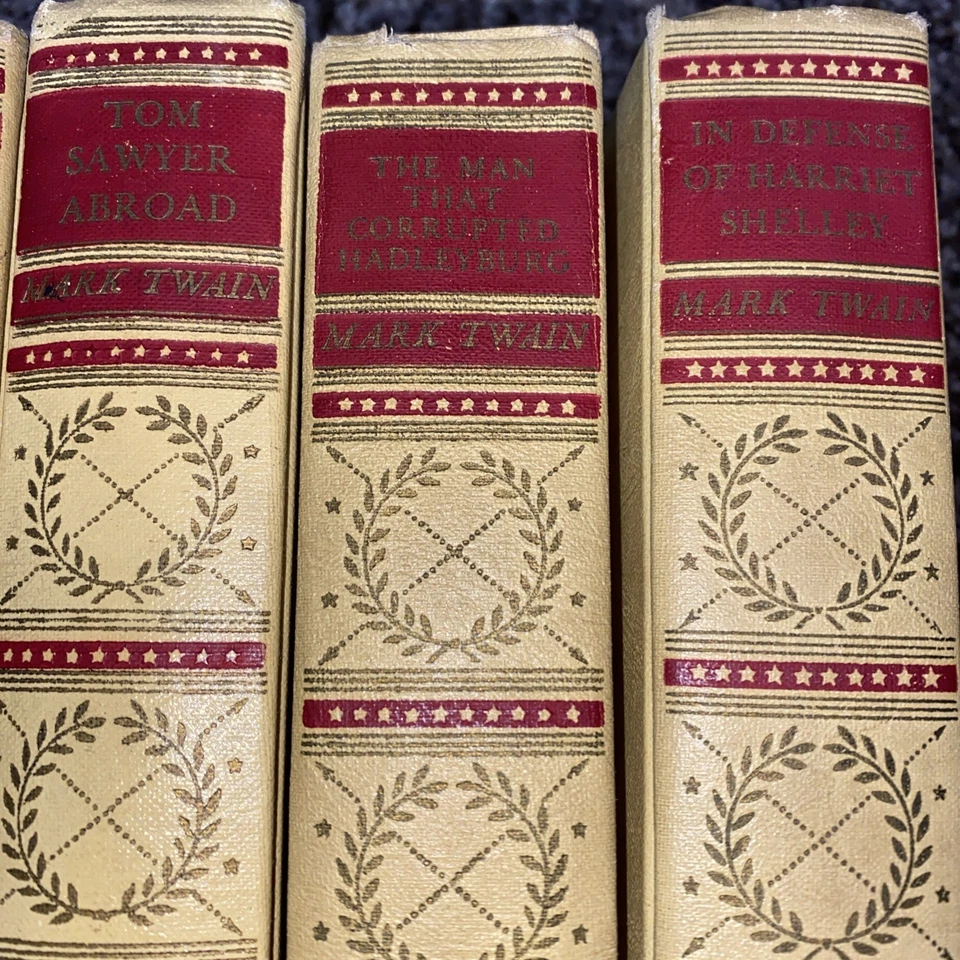 TOM
SAWYER
ABROAD
MARK TWAIN
THE MAN
THAT
CORRUPTED
HADLEYBURG
MARK TWAIN
IN DEFENSE
OF HARRIET
SHELLEY
MARK TWAIN